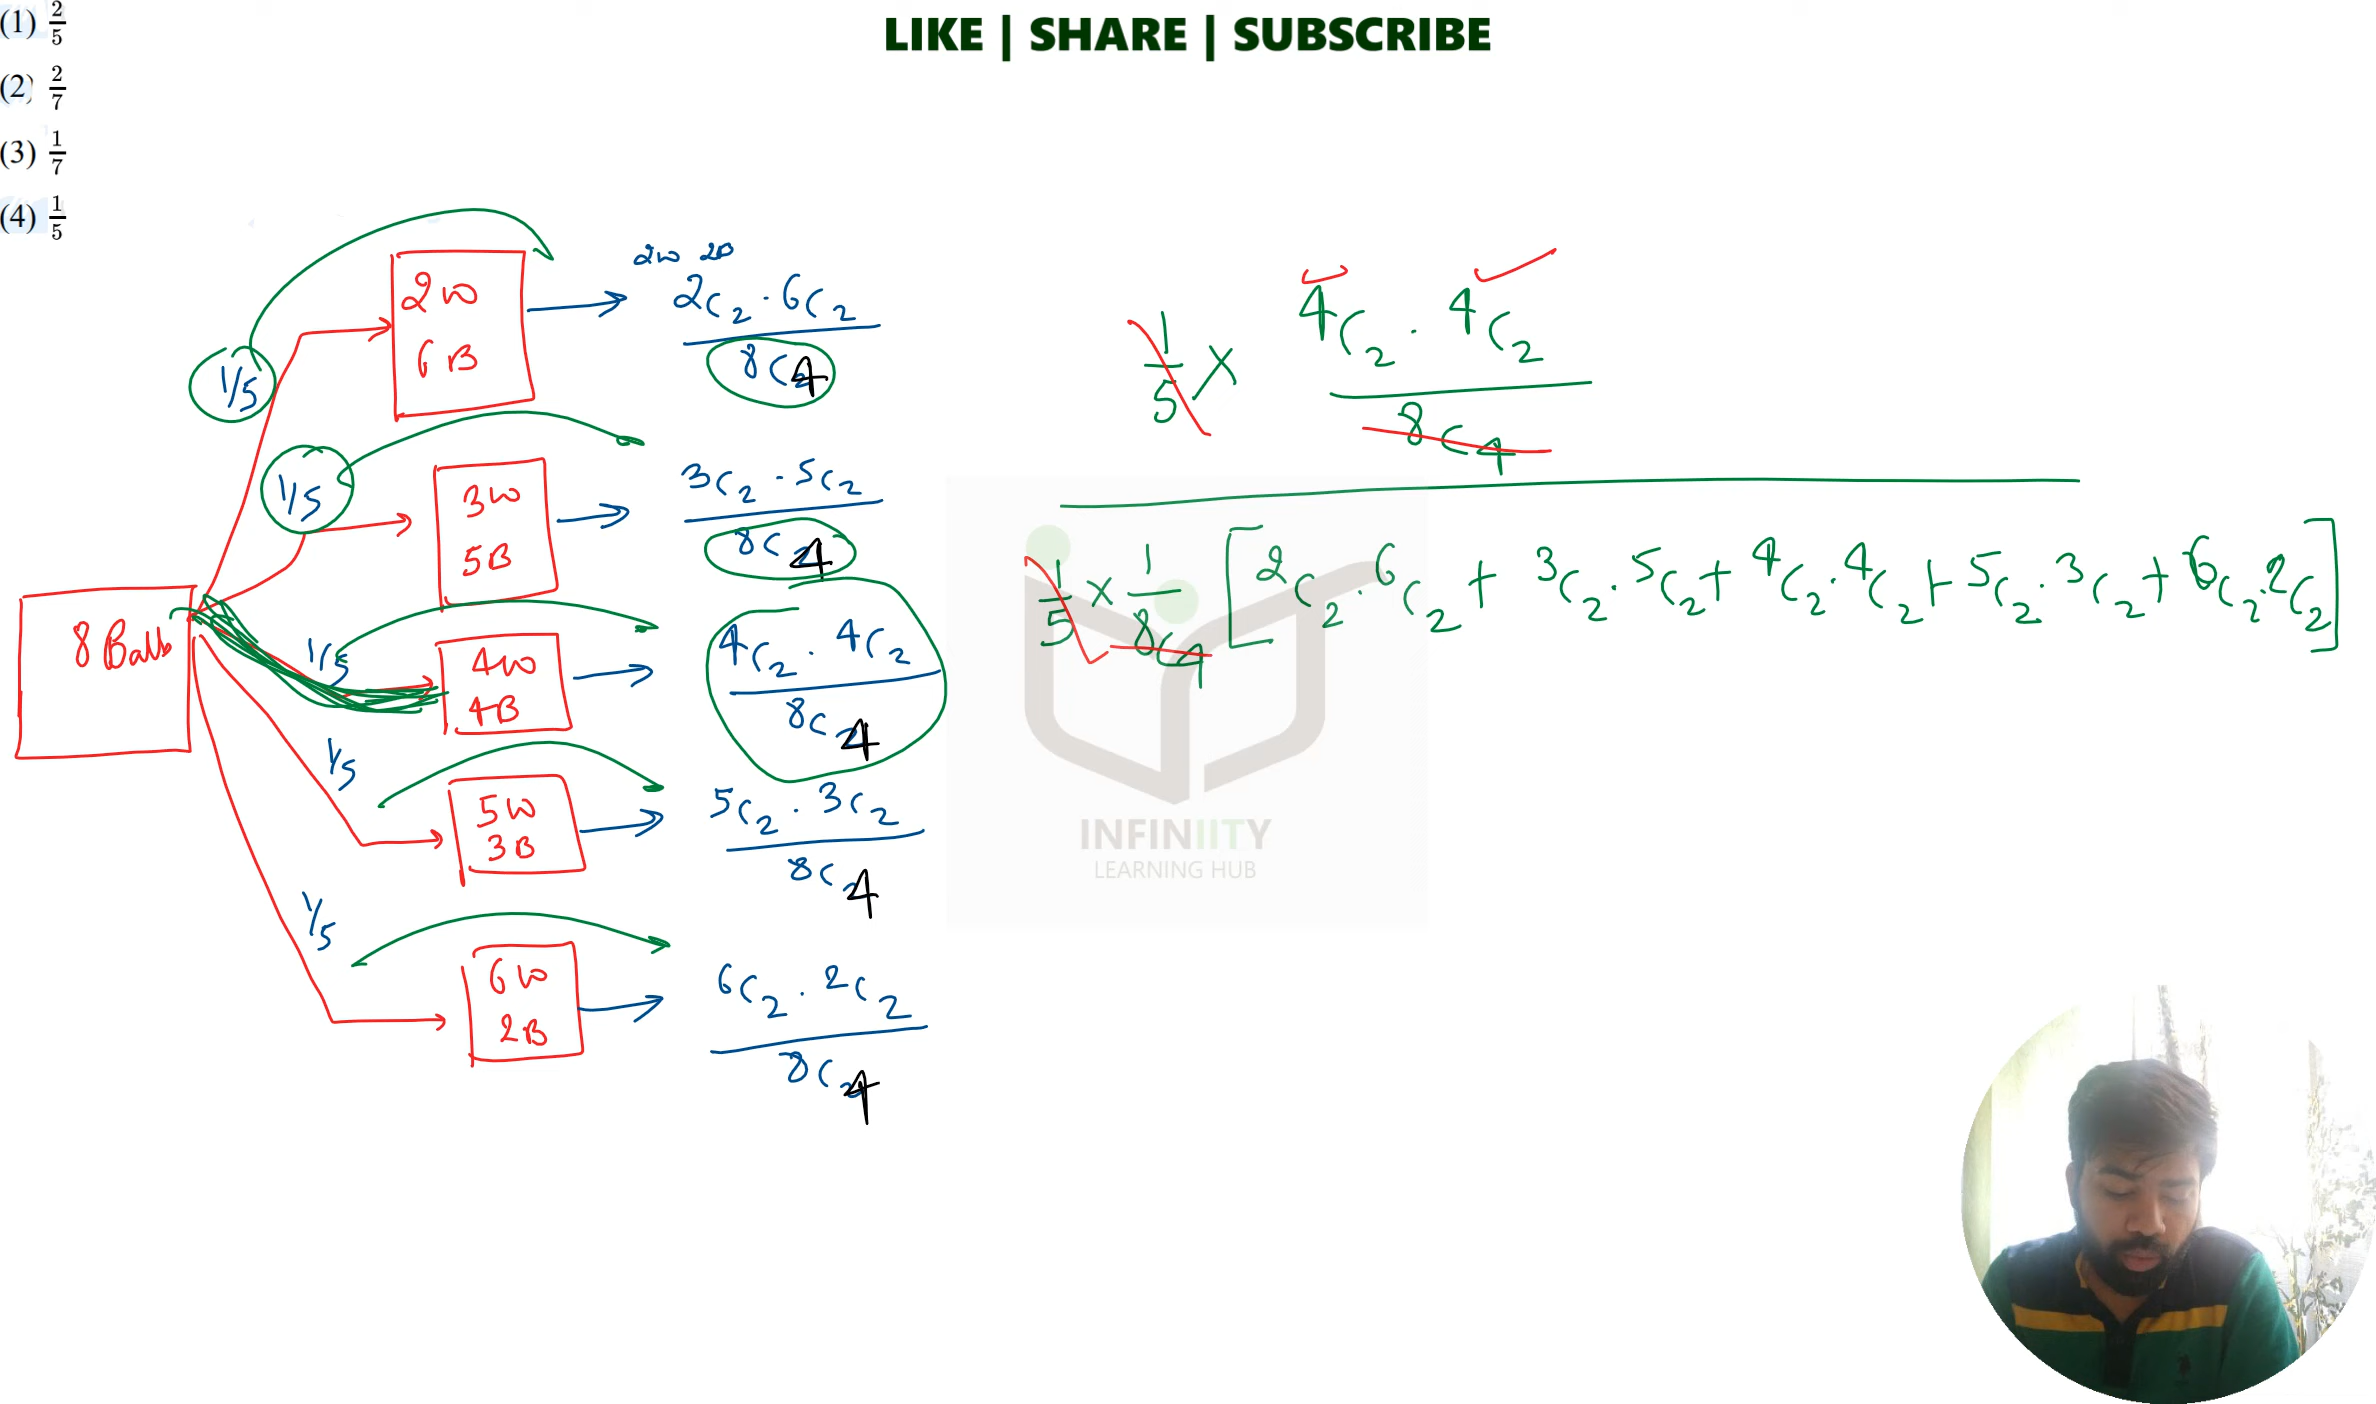 LIKE | SHARE | SUBSCRIBE
(1) 2/5
(2) 2/7
(3) 1/7
(4) 1/5
8 Balls
1/5
2W
6B
2W 2B
2C2 . 6C2
8C4
1/5
3W
5B
3C2 . 5C2
8C4
1/5
4W
4B
4C2 . 4C2
8C4
1/5
5W
3B
5C2 . 3C2
8C4
1/5
6W
2B
6C2 . 2C2
8C4
1/5 × 4C2 . 4C2
8C4
1/5 × 1/8C4 [2C2 . 6C2 + 3C2 . 5C2 + 4C2 . 4C2 + 5C2 . 3C2 + 6C2 . 2C2]
INFINIITY
LEARNING HUB